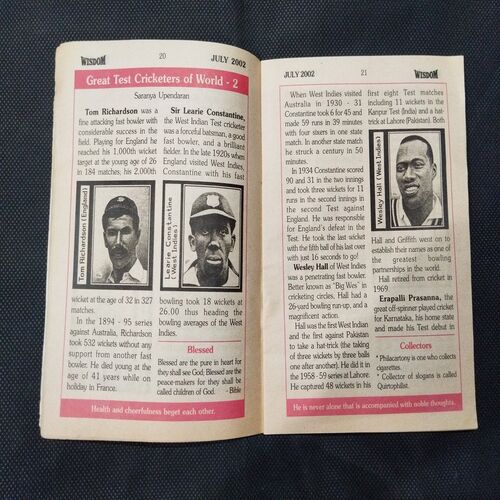 WISDOM
20
JULY 2002
Great Test Cricketers of World - 2
Saranya Upendaran
Tom Richardson was a
fine attacking fast bowler with
considerable success in the
field. Playing for England he
reached his 1,000th wicket
target at the young age of 26
in 184 matches; his 2,000th
Tom Richardson (England)
wicket at the age of 32 in 327
matches.
In the 1894 - 95 series
against Australia, Richardson
took 532 wickets without any
support from another fast
bowler. He died young at the
age of 41 years while on
holiday in France.
Sir Learie Constantine,
the West Indian Test cricketer
was a forceful batsman, a good
fast bowler, and a brilliant
fielder. In the late 1920s when
England visited West Indies,
Constantine with his fast
Learie Constantine
(West Indies)
bowling took 18 wickets at
26.00 thus heading the
bowling averages of the West
Indies.
Blessed
Blessed are the pure in heart for
they shall see God; Blessed are the
peace-makers for they shall be
called children of God. - Bible
Health and cheerfulness beget each other.
JULY 2002
21
WISDOM
When West Indies visited
Australia in 1930 - 31
Constantine took 6 for 45 and
made 59 runs in 39 minutes
with four sixers in one state
match. In another state match
he struck a century in 50
minutes.
In 1934 Constantine scored
90 and 31 in the two innings
and took three wickets for 11
runs in the second innings in
the second Test against
England. He was responsible
for England's defeat in the
Test. He took the last wicket
with the fifth ball of his last over
with just 16 seconds to go!
Wesley Hall of West Indies
was a penetrating fast bowler.
Better known as "Big Wes" in
cricketing circles, Hall had a
26-yard bowling run-up, and a
magnificent action.
Hall was the first West Indian
and the first against Pakistan
to take a hat-trick (the taking
of three wickets by three balls
one after another). He did it in
the 1958 - 59 series at Lahore.
He captured 48 wickets in his
first eight Test matches
including 11 wickets in the
Kanpur Test (India) and a hat-
trick at Lahore (Pakistan). Both
Wesley Hall (West Indies)
Hall and Griffith went on to
establish their names as one of
the greatest bowling
partnerships in the world.
Hall retired from cricket in
1969.
Erapalli Prasanna, the
great off-spinner played cricket
for Karnataka, his home state
and made his Test debut in
Collectors
* Philacartony is one who collects
cigarettes.
* Collector of slogans is called
Quirtophilist.
He is never alone that is accompanied with noble thoughts.